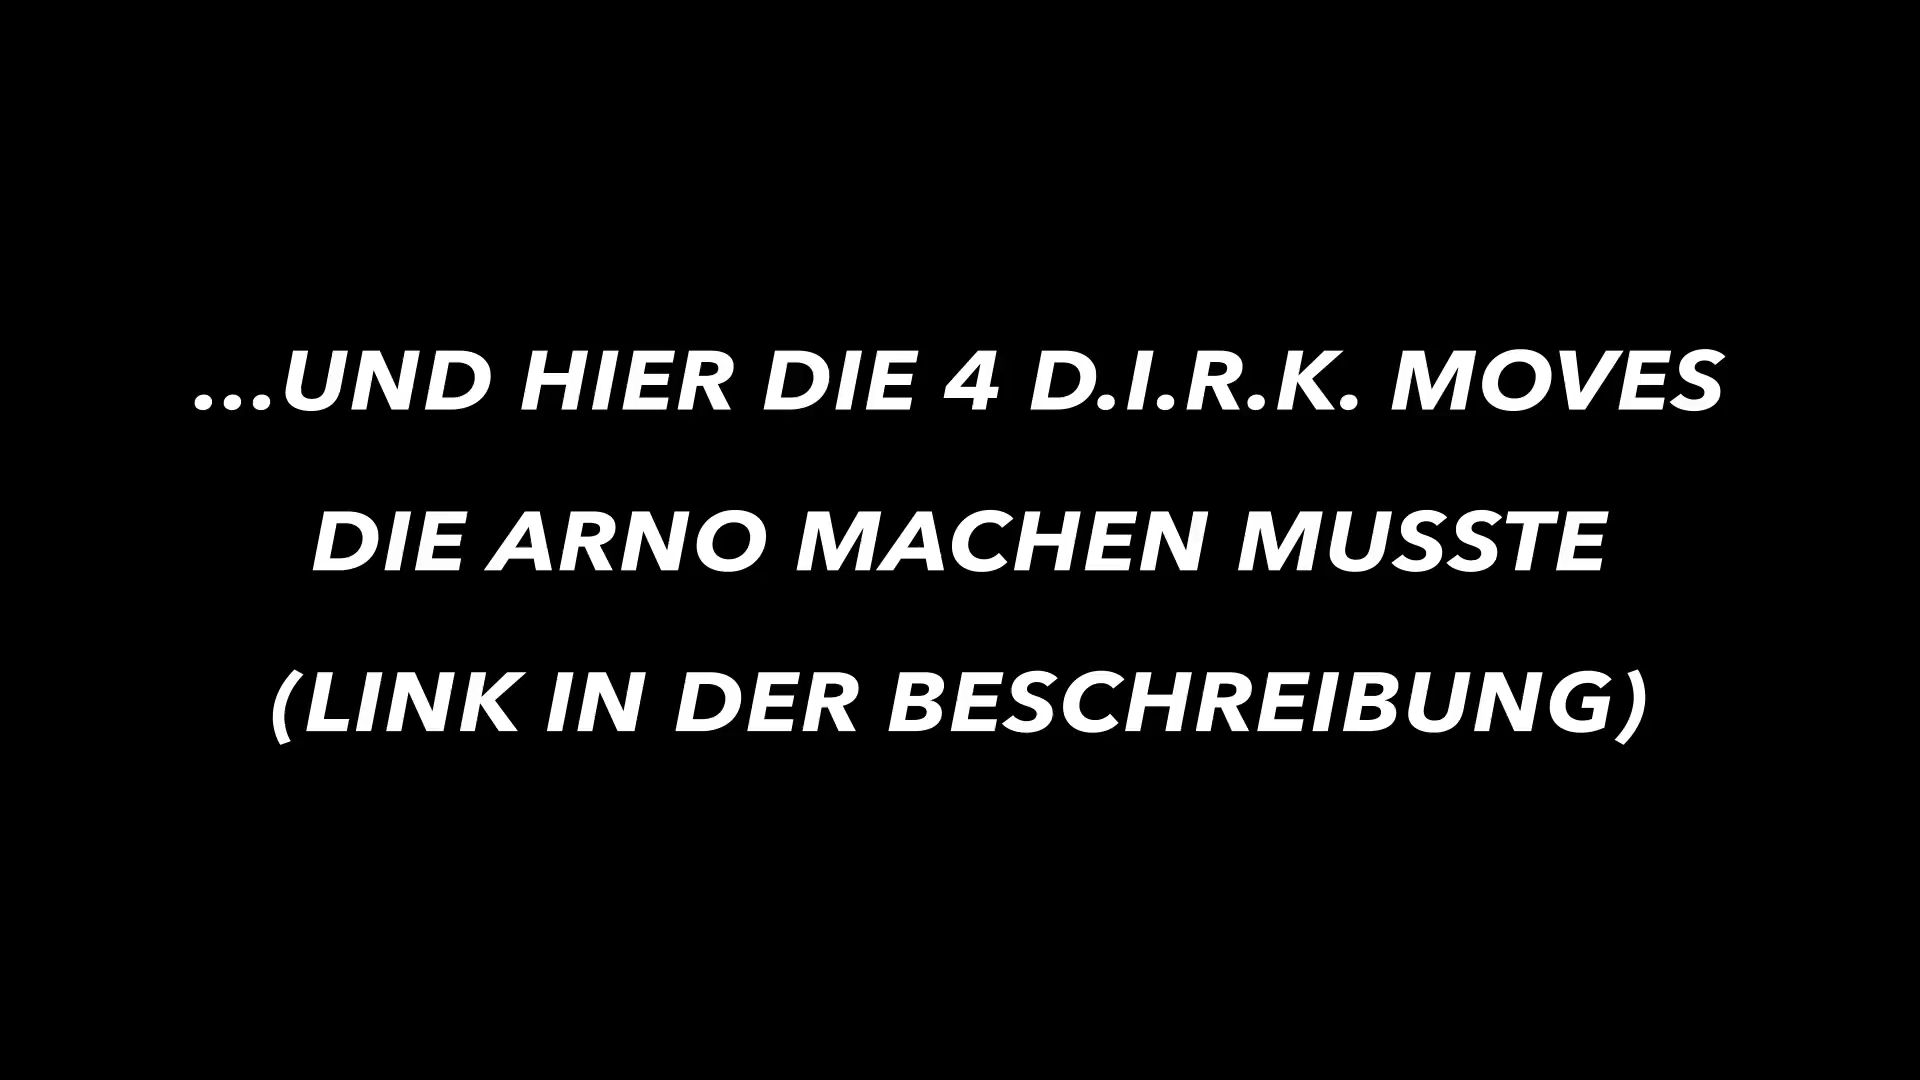 ...UND HIER DIE 4 D.I.R.K. MOVES
DIE ARNO MACHEN MUSSTE
(LINK IN DER BESCHREIBUNG)